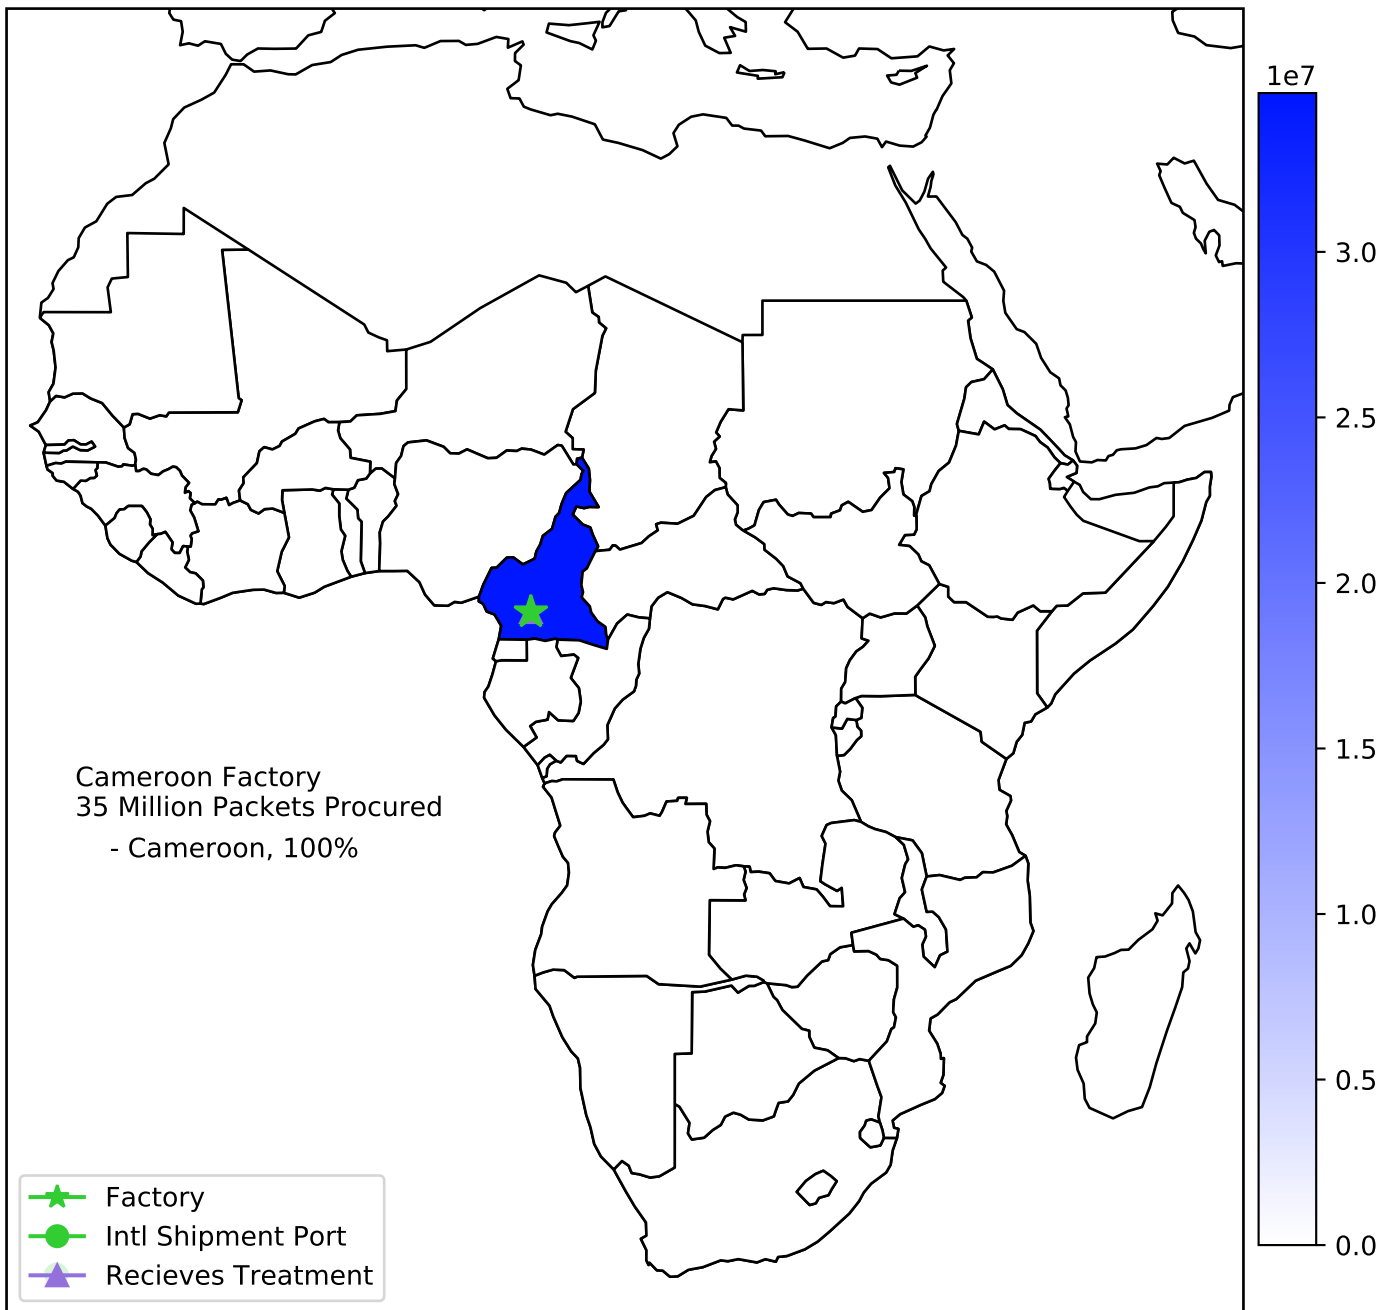 1e7
3.0
2.5
2.0
1.5
1.0
0.5
0.0
Cameroon Factory
35 Million Packets Procured
- Cameroon, 100%
Factory
Intl Shipment Port
Recieves Treatment